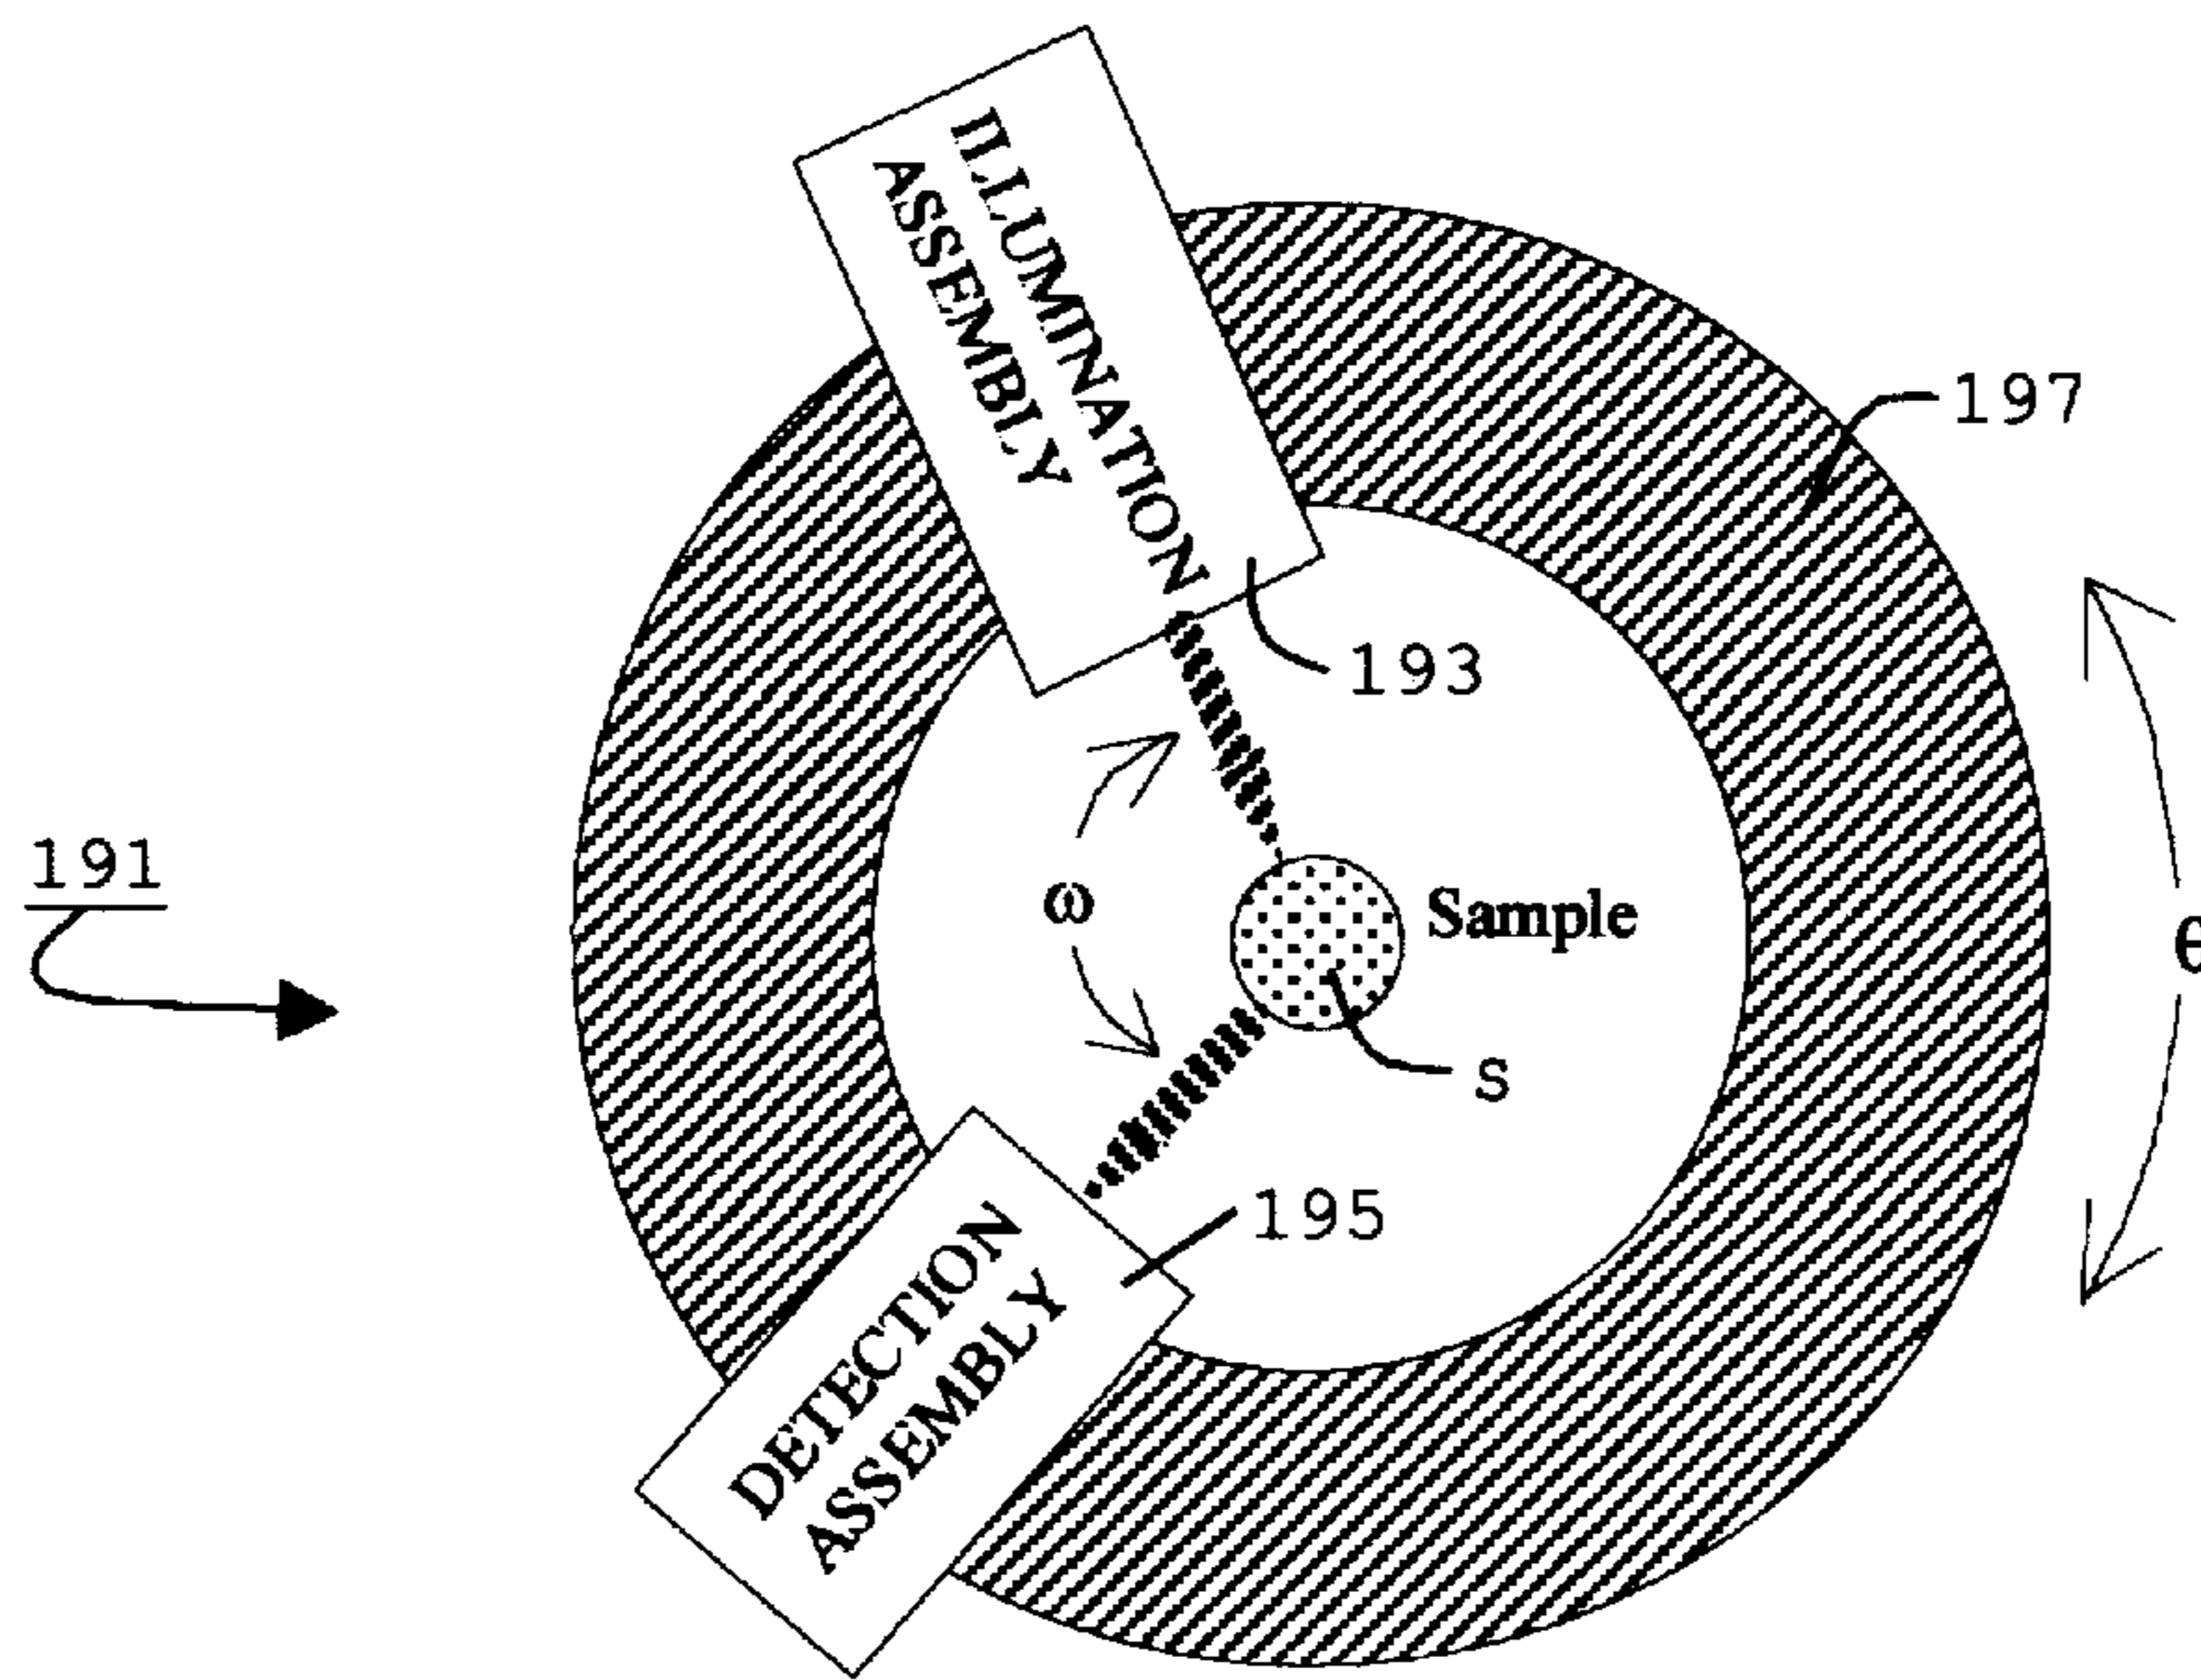 ILLUMINATION
ASSEMBLY
197
193
191
ω
Sample
θ
S
195
DETECTION
ASSEMBLY